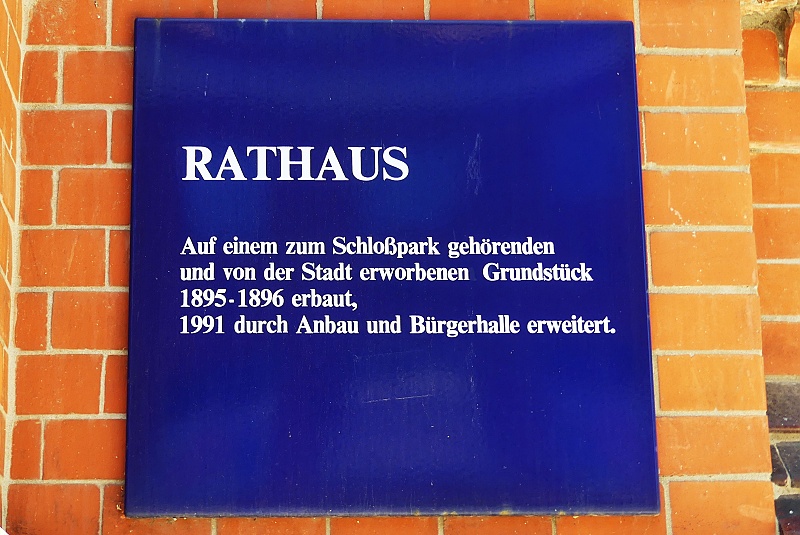 RATHAUS
Auf einem zum Schloßpark gehörenden
und von der Stadt erworbenen Grundstück
1895-1896 erbaut,
1991 durch Anbau und Bürgerhalle erweitert.